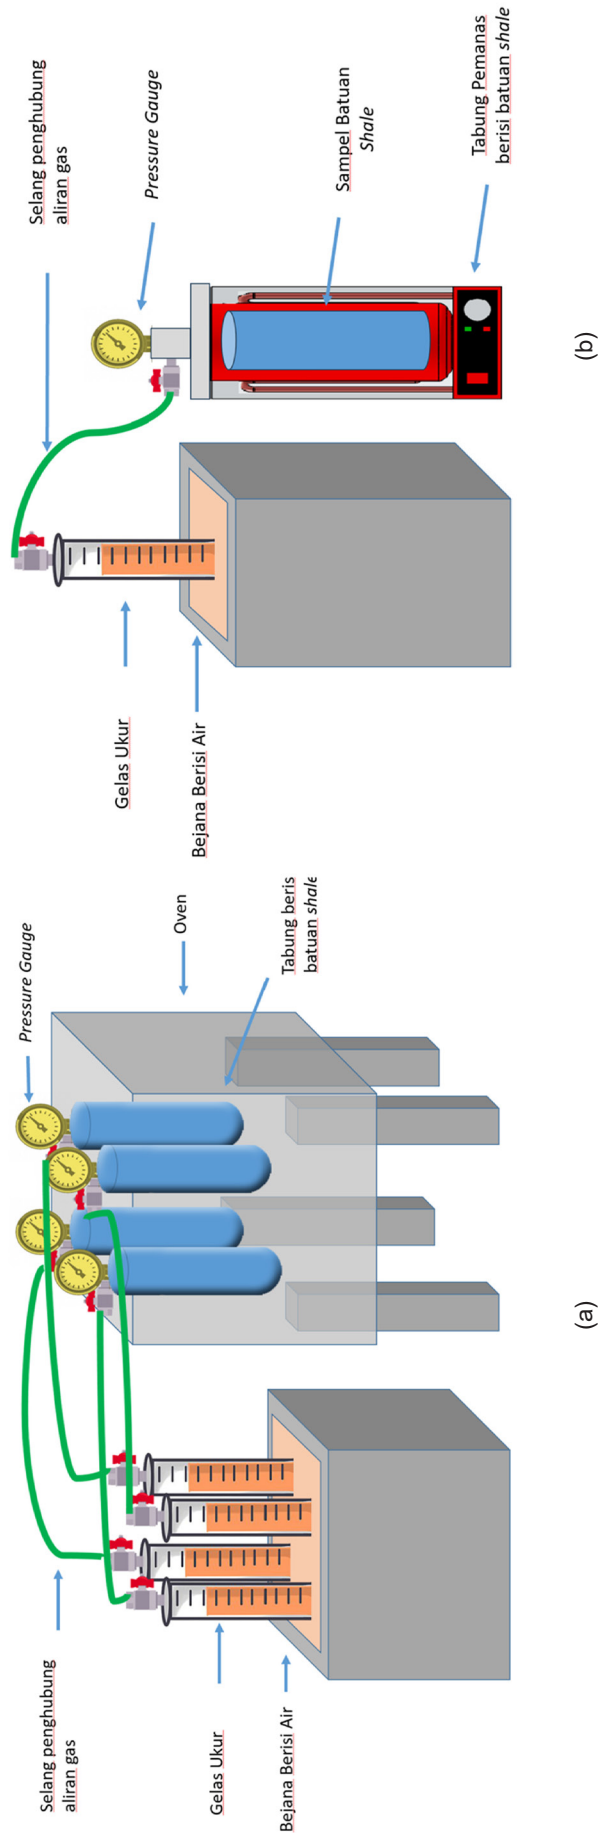 Selang penghubung
aliran gas
Gelas Ukur
Bejana Berisi Air
Pressure Gauge
Oven
Tabung beris
batuan shale
(a)
Selang penghubung
aliran gas
Pressure Gauge
Gelas Ukur
Bejana Berisi Air
Sampel Batuan
Shale
Tabung Pemanas
berisi batuan shale
(b)